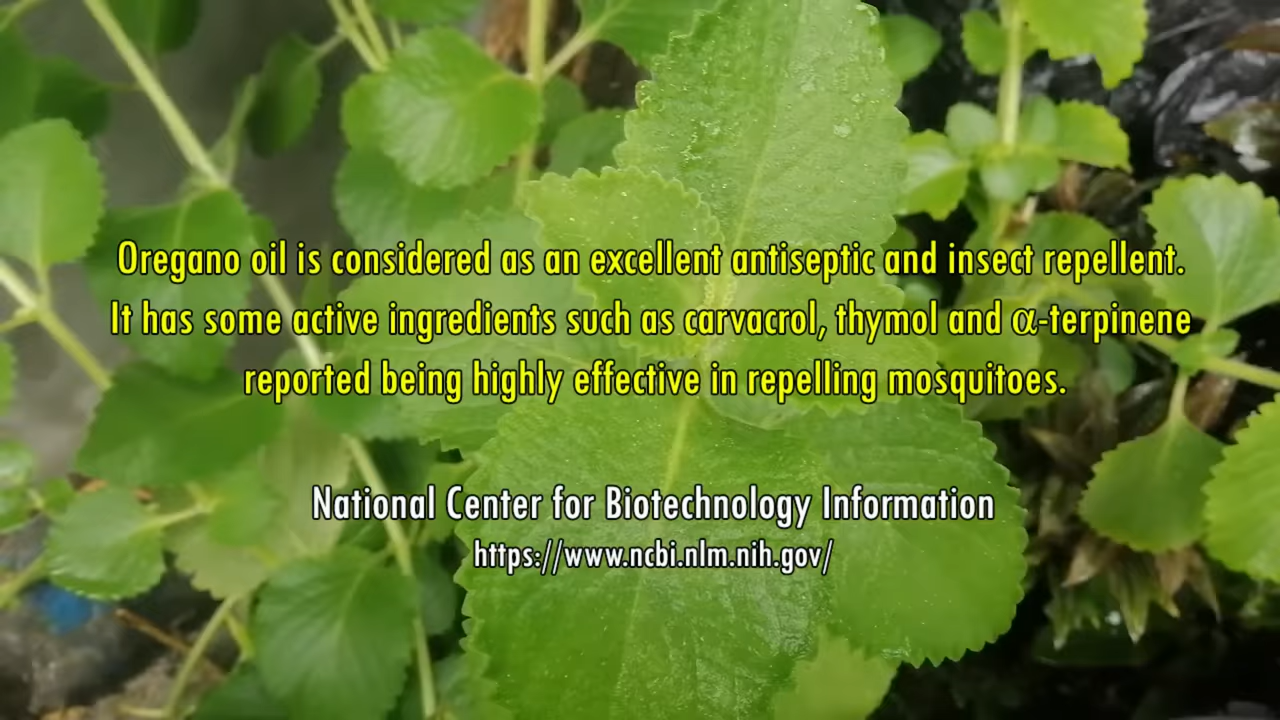 Oregano oil is considered as an excellent antiseptic and insect repellent.
It has some active ingredients such as carvacrol, thymol and α-terpinene
reported being highly effective in repelling mosquitoes.
National Center for Biotechnology Information
https://www.ncbi.nlm.nih.gov/